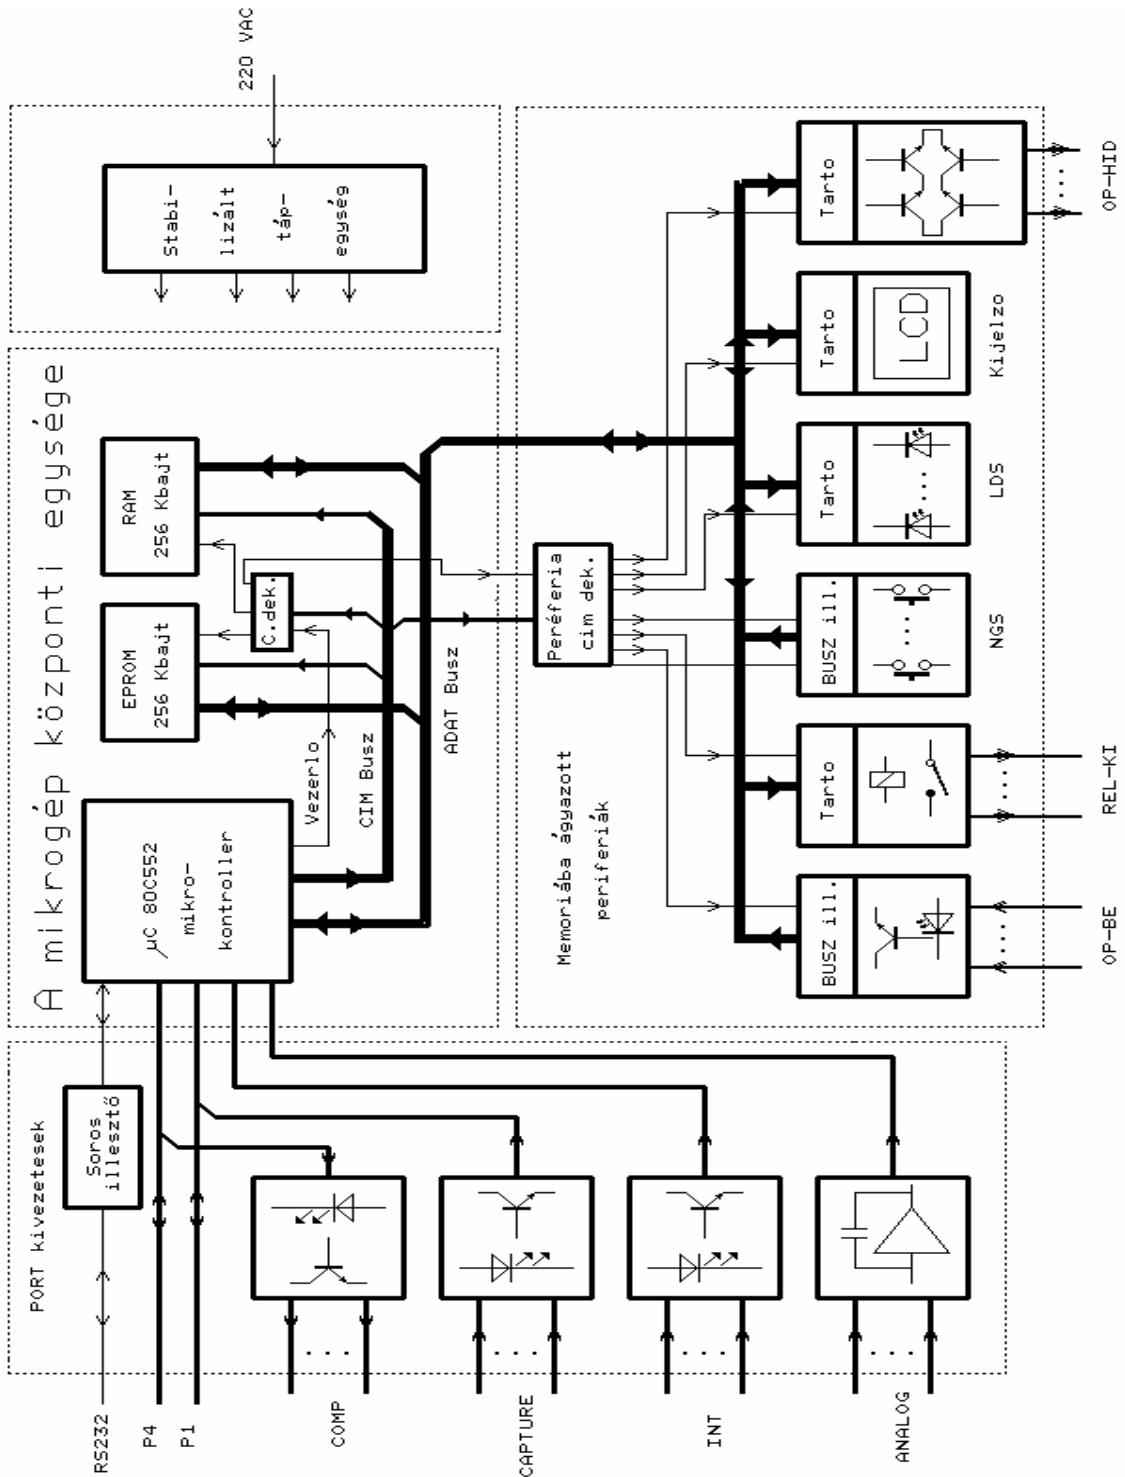 A mikrogép központi egysége
220 VAC
Stabi-
lizált
táp-
egység
RAM
256 Kbajt
EPROM
256 Kbajt
C.dek.
µC 80C552
mikro-
kontroller
Vezerlo
CIM Busz
ADAT Busz
PORT kivezetesek
Soros
illesztő
RS232
P4
P1
COMP
CAPTURE
INT
ANALOG
Memoriába ágyazott
periferiák
Peréferia
cim dek.
Tarto
OP-HID
Tarto
LCD
Kijelzo
Tarto
LDS
BUSZ ill.
NGS
Tarto
REL-KI
BUSZ ill.
OP-BE